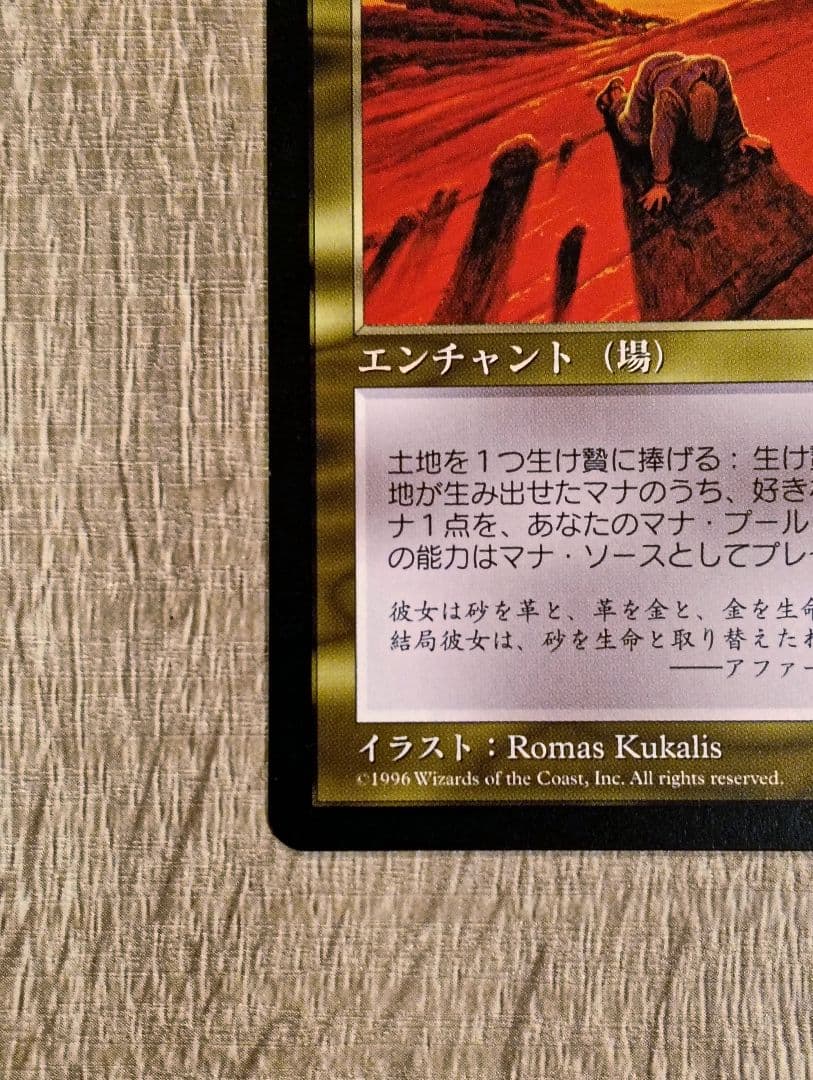 エンチャント（場）
土地を１つ生け贄に捧げる：生け
地が生み出せたマナのうち、好き
ナ１点を、あなたのマナ・プール
の能力はマナ・ソースとしてプレ
彼女は砂を革と、革を金と、金を生命
結局彼女は、砂を生命と取り替えた
――アファー
イラスト：Romas Kukalis
©1996 Wizards of the Coast, Inc. All rights reserved.